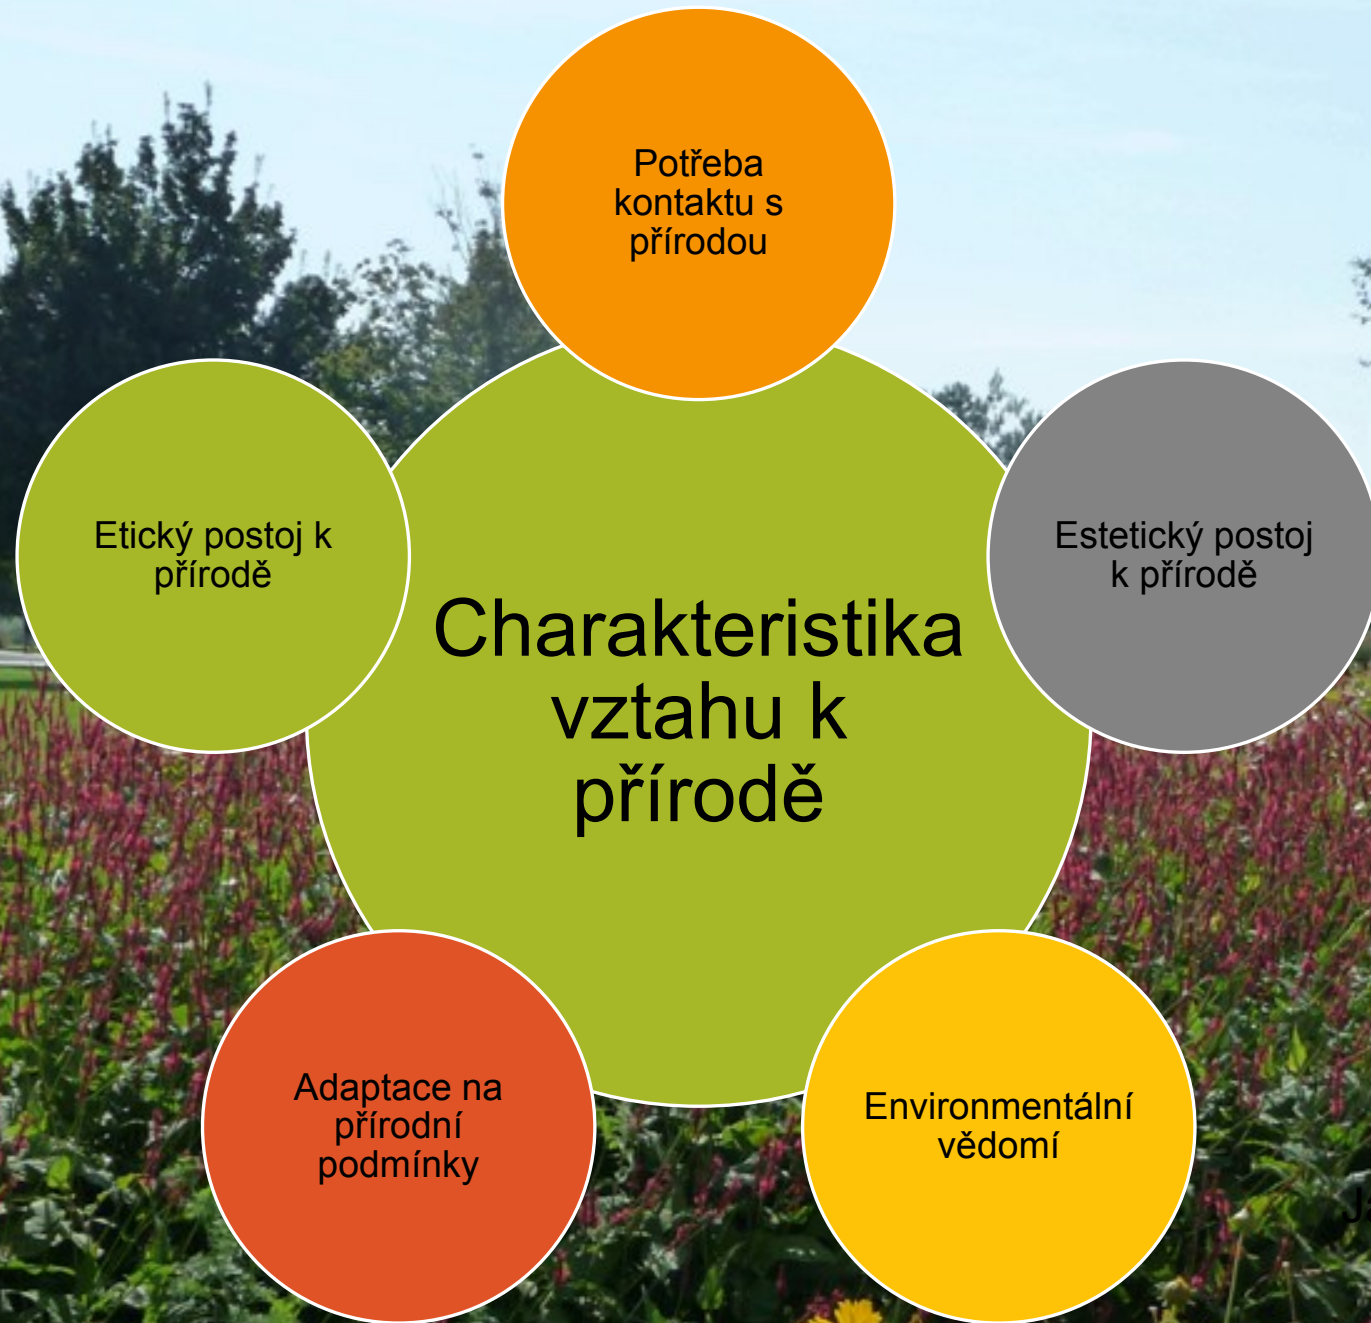 Potřeba
kontaktu s
přírodou
Etický postoj k
přírodě
Estetický postoj
k přírodě
Charakteristika
vztahu k
přírodě
Adaptace na
přírodní
podmínky
Environmentální
vědomí